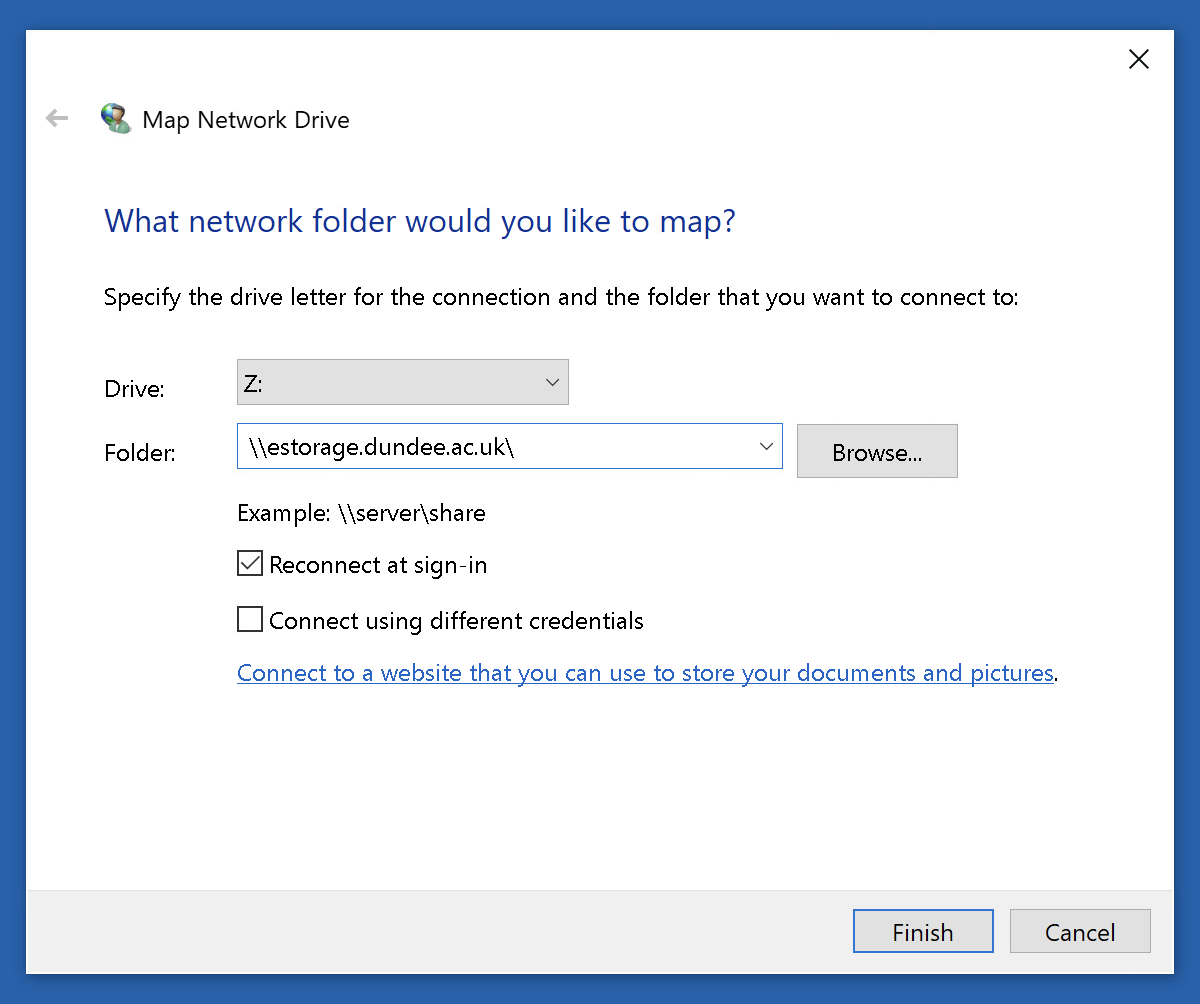 Map Network Drive
What network folder would you like to map?
Specify the drive letter for the connection and the folder that you want to connect to:
Drive: Z:
Folder: \\estorage.dundee.ac.uk\ Browse...
Example: \\server\share
Reconnect at sign-in
Connect using different credentials
Connect to a website that you can use to store your documents and pictures.
Finish Cancel